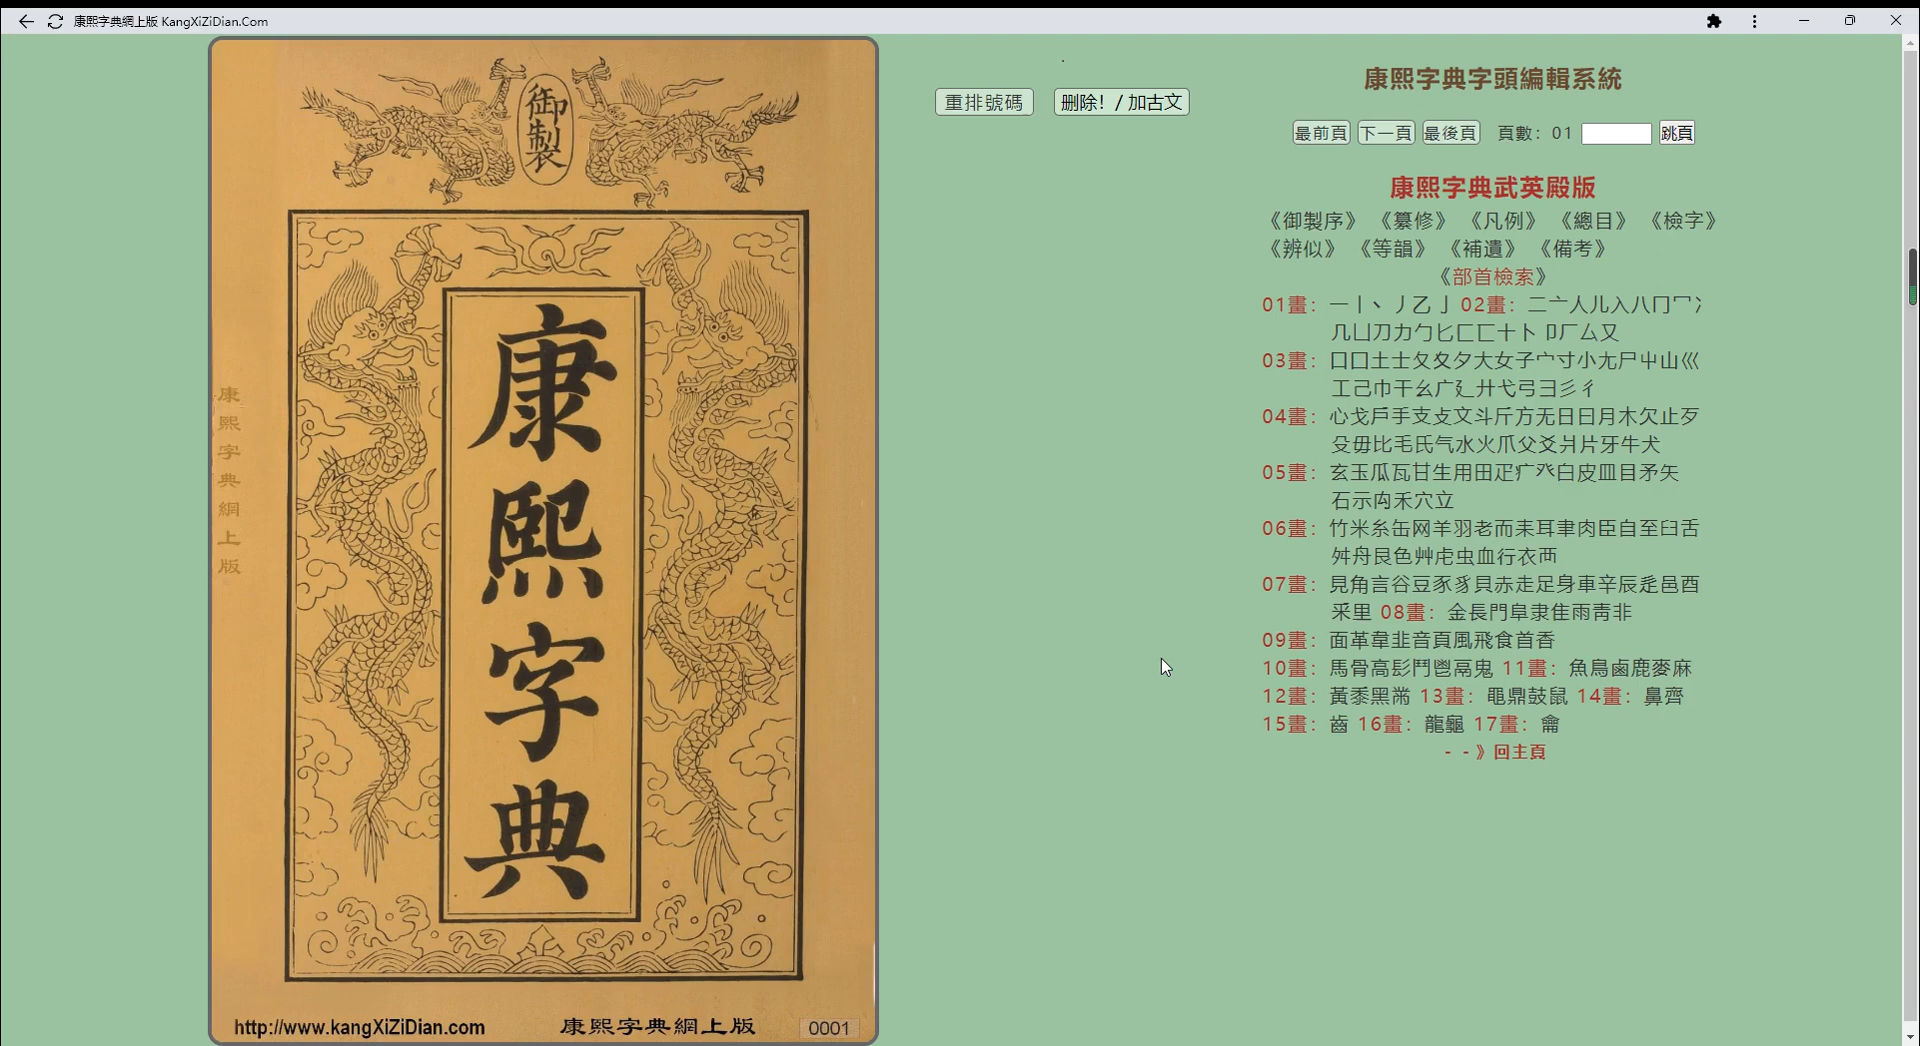 康熙字典網上版 KangXiZiDian.Com
御製
康熙字典
康熙字典網上版
http://www.kangXiZiDian.com
康熙字典網上版
0001
重排號碼
刪除！/ 加古文
康熙字典字頭編輯系統
最前頁 下一頁 最後頁 頁數：01 跳頁
康熙字典武英殿版
《御製序》 《纂修》 《凡例》 《總目》 《檢字》
《辨似》 《等韻》 《補遺》 《備考》
《部首檢索》
01畫：一丨丶丿乙亅 02畫：二亠人儿入八冂冖冫
几凵刀力勹匕匚匸十卜卩厂厶又
03畫：口囗土士夂夊夕大女子宀寸小尢尸屮山巛
工己巾干幺广廴廾弋弓彐彡彳
04畫：心戈戶手支攴文斗斤方无日曰月木欠止歹
殳毋比毛氏气水火爪父爻爿片牙牛犬
05畫：玄玉瓜瓦甘生用田疋疒癶白皮皿目矛矢
石示禸禾穴立
06畫：竹米糸缶网羊羽老而耒耳聿肉臣自至臼舌
舛舟艮色艸虍虫血行衣襾
07畫：見角言谷豆豕豸貝赤走足身車辛辰辵邑酉
釆里 08畫：金長門阜隶隹雨靑非
09畫：面革韋韭音頁風飛食首香
10畫：馬骨高髟鬥鬯鬲鬼 11畫：魚鳥鹵鹿麥麻
12畫：黃黍黑黹 13畫：黽鼎鼓鼠 14畫：鼻齊
15畫：齒 16畫：龍龜 17畫：龠
- -》回主頁